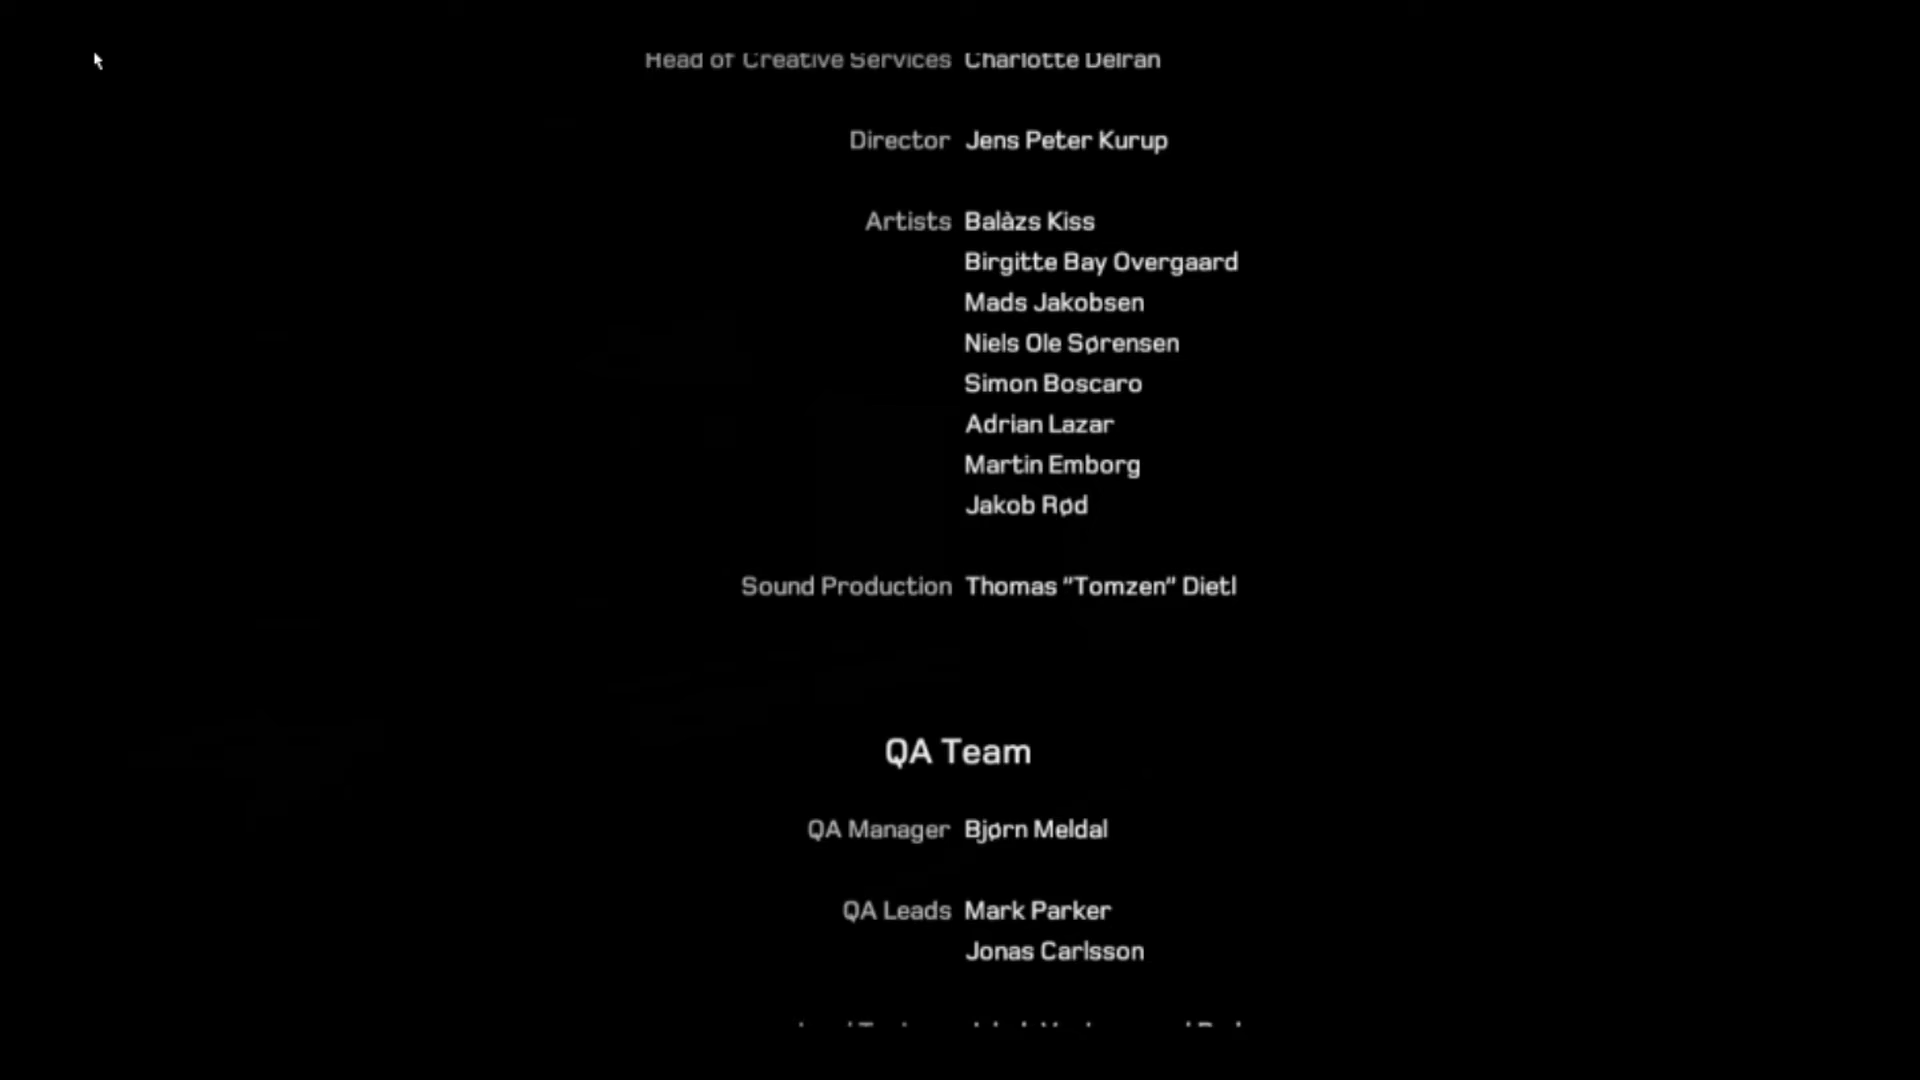 Head of Creative Services Charlotte Delran
Director Jens Peter Kurup
Artists Balàzs Kiss
Birgitte Bay Overgaard
Mads Jakobsen
Niels Ole Sørensen
Simon Boscaro
Adrian Lazar
Martin Emborg
Jakob Rød
Sound Production Thomas "Tomzen" Dietl
QA Team
QA Manager Bjørn Meldal
QA Leads Mark Parker
Jonas Carlsson